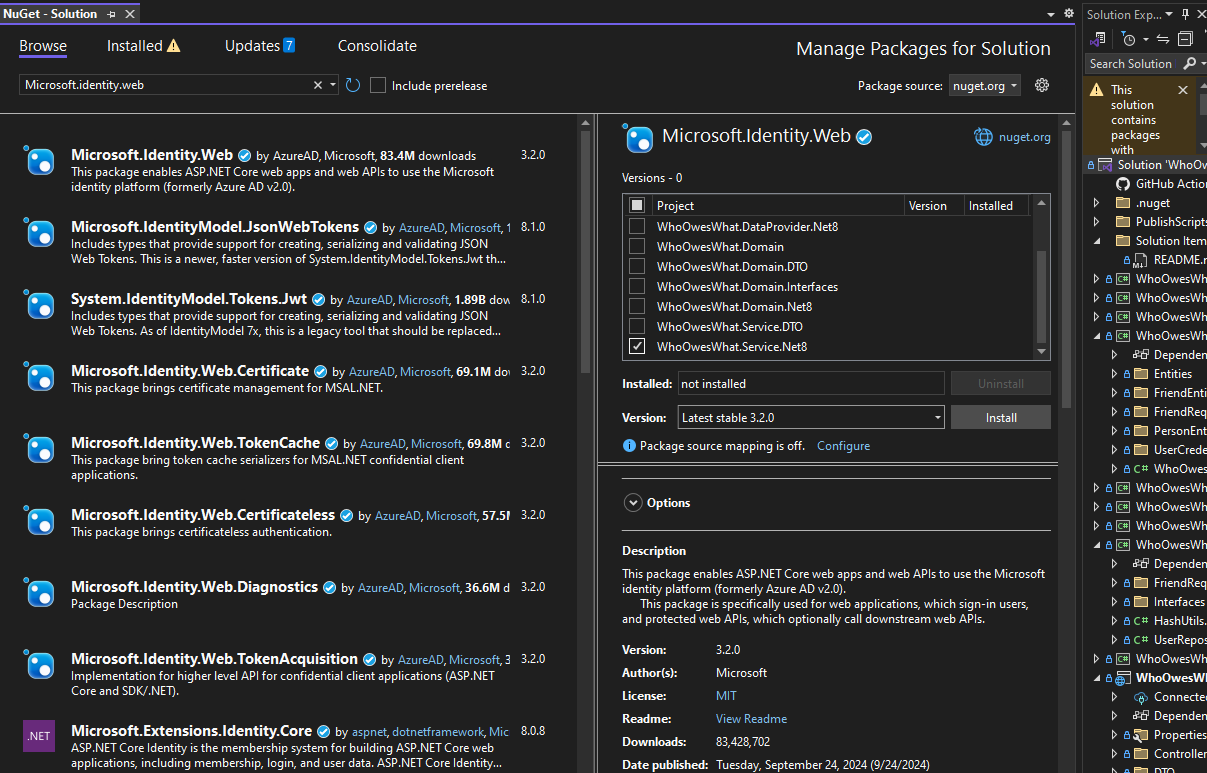 NuGet - Solution
Browse
Installed
Updates 7
Consolidate
Manage Packages for Solution
Microsoft.identity.web
Include prerelease
Package source: nuget.org
Microsoft.Identity.Web by AzureAD, Microsoft, 83.4M downloads 3.2.0
This package enables ASP.NET Core web apps and web APIs to use the Microsoft
identity platform (formerly Azure AD v2.0).
Microsoft.IdentityModel.JsonWebTokens by AzureAD, Microsoft, 1 8.1.0
Includes types that provide support for creating, serializing and validating JSON
Web Tokens. This is a newer, faster version of System.IdentityModel.Tokens.Jwt th...
System.IdentityModel.Tokens.Jwt by AzureAD, Microsoft, 1.89B dow 8.1.0
Includes types that provide support for creating, serializing and validating JSON
Web Tokens. As of IdentityModel 7x, this is a legacy tool that should be replaced...
Microsoft.Identity.Web.Certificate by AzureAD, Microsoft, 69.1M do 3.2.0
This package brings certificate management for MSAL.NET.
Microsoft.Identity.Web.TokenCache by AzureAD, Microsoft, 69.8M d 3.2.0
This package bring token cache serializers for MSAL.NET confidential client
applications.
Microsoft.Identity.Web.Certificateless by AzureAD, Microsoft, 57.5M 3.2.0
This package brings certificateless authentication.
Microsoft.Identity.Web.Diagnostics by AzureAD, Microsoft, 36.6M d 3.2.0
Package Description
Microsoft.Identity.Web.TokenAcquisition by AzureAD, Microsoft, 3 3.2.0
Implementation for higher level API for confidential client applications (ASP.NET
Core and SDK/.NET).
.NET
Microsoft.Extensions.Identity.Core by aspnet, dotnetframework, Mic 8.0.8
ASP.NET Core Identity is the membership system for building ASP.NET Core web
applications, including membership, login, and user data. ASP.NET Core Identity...
Microsoft.Identity.Web
nuget.org
Versions - 0
Project Version Installed
WhoOwesWhat.DataProvider.Net8
WhoOwesWhat.Domain
WhoOwesWhat.Domain.DTO
WhoOwesWhat.Domain.Interfaces
WhoOwesWhat.Domain.Net8
WhoOwesWhat.Service.DTO
WhoOwesWhat.Service.Net8
Installed: not installed Uninstall
Version: Latest stable 3.2.0 Install
Package source mapping is off. Configure
Options
Description
This package enables ASP.NET Core web apps and web APIs to use the Microsoft
identity platform (formerly Azure AD v2.0).
This package is specifically used for web applications, which sign-in users,
and protected web APIs, which optionally call downstream web APIs.
Version: 3.2.0
Author(s): Microsoft
License: MIT
Readme: View Readme
Downloads: 83,428,702
Date published: Tuesday, September 24, 2024 (9/24/2024)
Solution Exp...
Search Solution
This
solution
contains
packages
with
Solution 'WhoOw
GitHub Action
.nuget
PublishScripts
Solution Item
README.r
C# WhoOwesWh
C# WhoOwesWh
C# WhoOwesWh
C# WhoOwesWh
Dependen
Entities
FriendEnti
FriendReq
PersonEnt
UserCrede
C# WhoOwes
C# WhoOwesWh
C# WhoOwesWh
C# WhoOwesWh
C# WhoOwesWh
Dependen
FriendReq
Interfaces
C# HashUtils.
C# UserRepos
C# WhoOwesWh
WhoOwesWh
Connected
Dependen
Properties
Controller